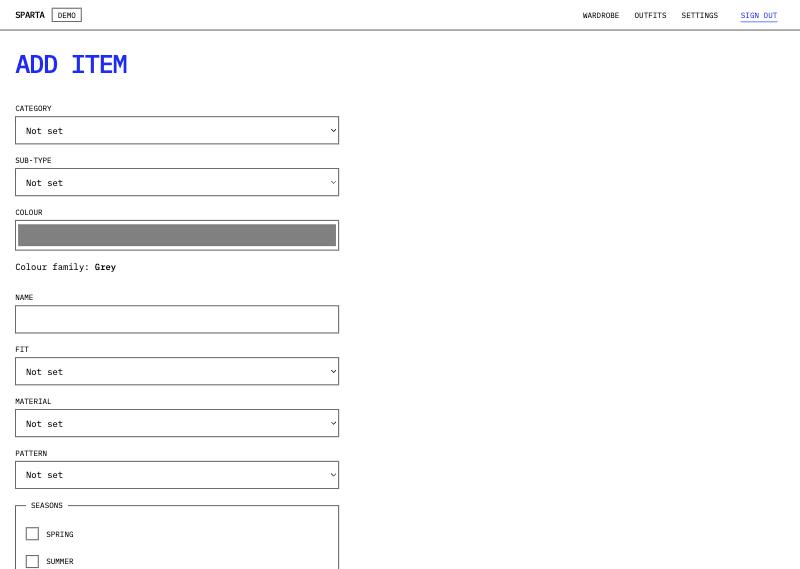 SPARTA DEMO WARDROBE OUTFITS SETTINGS SIGN OUT
ADD ITEM
CATEGORY
Not set
SUB-TYPE
Not set
COLOUR
Colour family: Grey
NAME
FIT
Not set
MATERIAL
Not set
PATTERN
Not set
SEASONS
SPRING
SUMMER